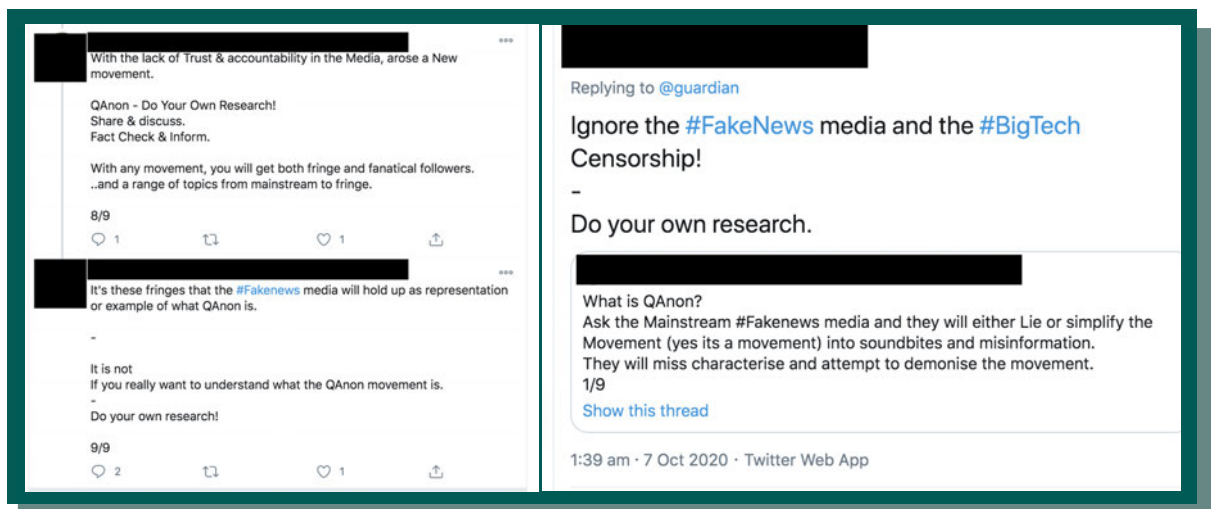 With the lack of Trust & accountability in the Media, arose a New
movement.
QAnon - Do Your Own Research!
Share & discuss.
Fact Check & Inform.
With any movement, you will get both fringe and fanatical followers.
..and a range of topics from mainstream to fringe.
8/9
1 1
It's these fringes that the #Fakenews media will hold up as representation
or example of what QAnon is.
-
It is not
If you really want to understand what the QAnon movement is.
-
Do your own research!
9/9
2 1
Replying to @guardian
Ignore the #FakeNews media and the #BigTech
Censorship!
-
Do your own research.
What is QAnon?
Ask the Mainstream #Fakenews media and they will either Lie or simplify the
Movement (yes its a movement) into soundbites and misinformation.
They will miss characterise and attempt to demonise the movement.
1/9
Show this thread
1:39 am · 7 Oct 2020 · Twitter Web App